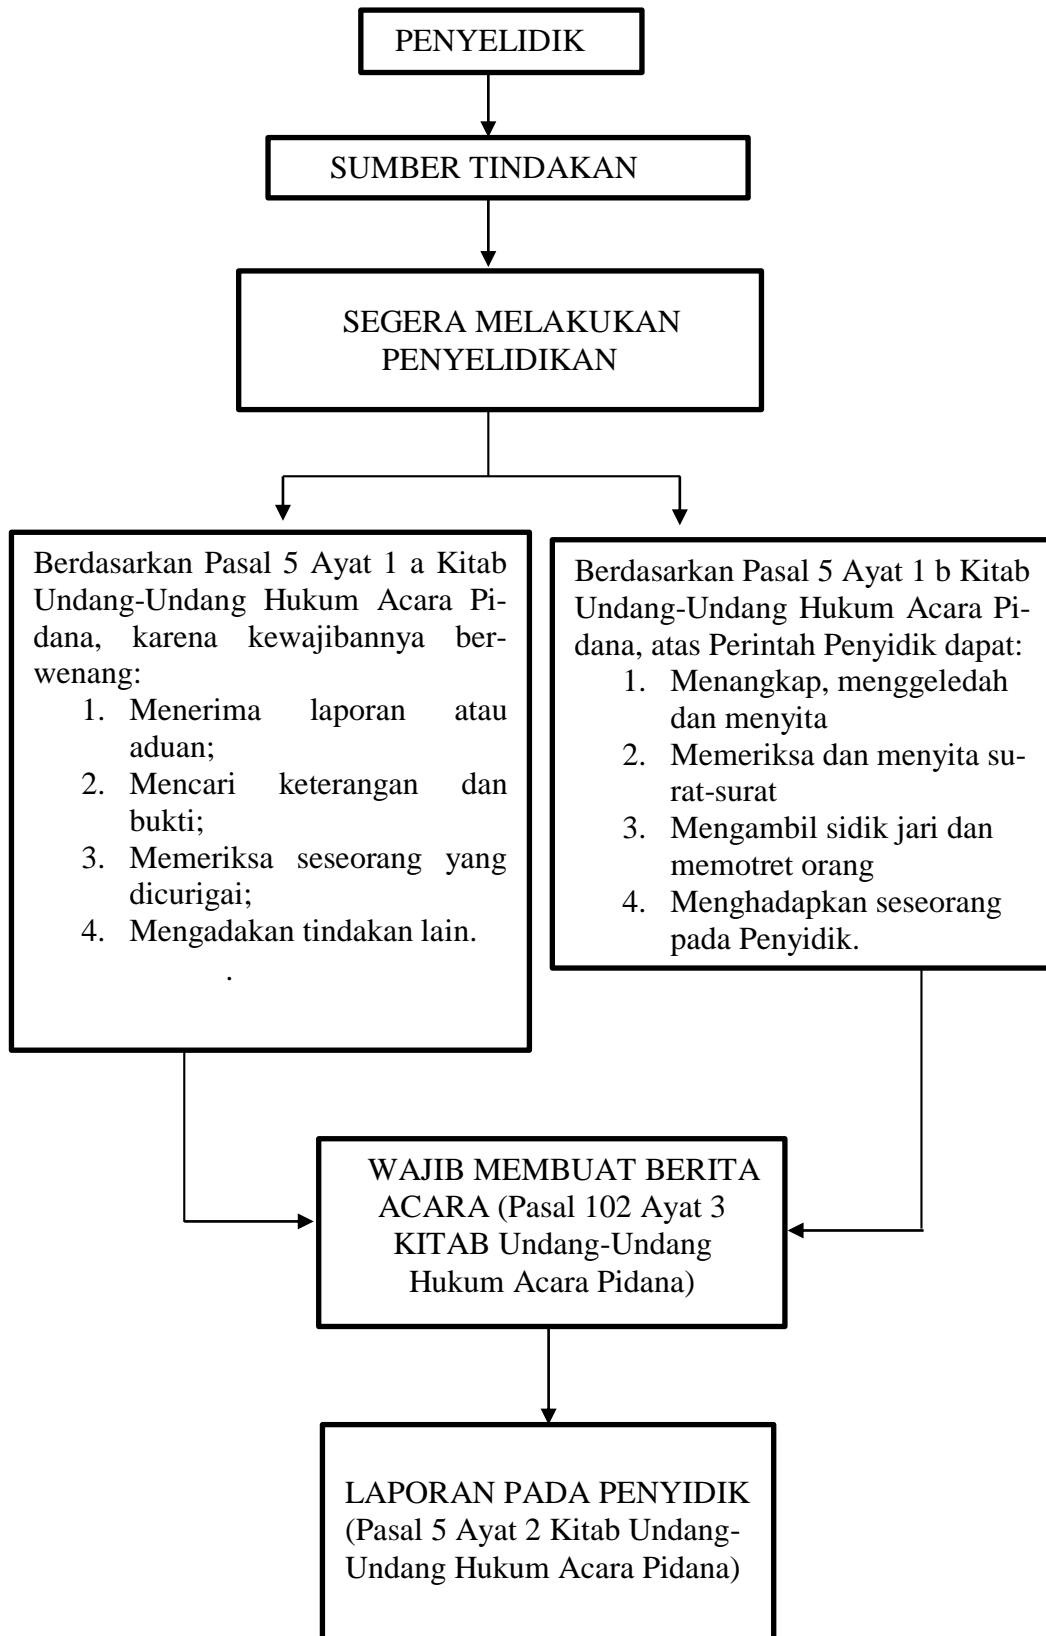 PENYELIDIK
SUMBER TINDAKAN
SEGERA MELAKUKAN
PENYELIDIKAN
Berdasarkan Pasal 5 Ayat 1 a Kitab
Undang-Undang Hukum Acara Pi-
dana, karena kewajibannya ber-
wenang:
1. Menerima laporan atau
aduan;
2. Mencari keterangan dan
bukti;
3. Memeriksa seseorang yang
dicurigai;
4. Mengadakan tindakan lain.
.
Berdasarkan Pasal 5 Ayat 1 b Kitab
Undang-Undang Hukum Acara Pi-
dana, atas Perintah Penyidik dapat:
1. Menangkap, menggeledah
dan menyita
2. Memeriksa dan menyita su-
rat-surat
3. Mengambil sidik jari dan
memotret orang
4. Menghadapkan seseorang
pada Penyidik.
WAJIB MEMBUAT BERITA
ACARA (Pasal 102 Ayat 3
KITAB Undang-Undang
Hukum Acara Pidana)
LAPORAN PADA PENYIDIK
(Pasal 5 Ayat 2 Kitab Undang-
Undang Hukum Acara Pidana)